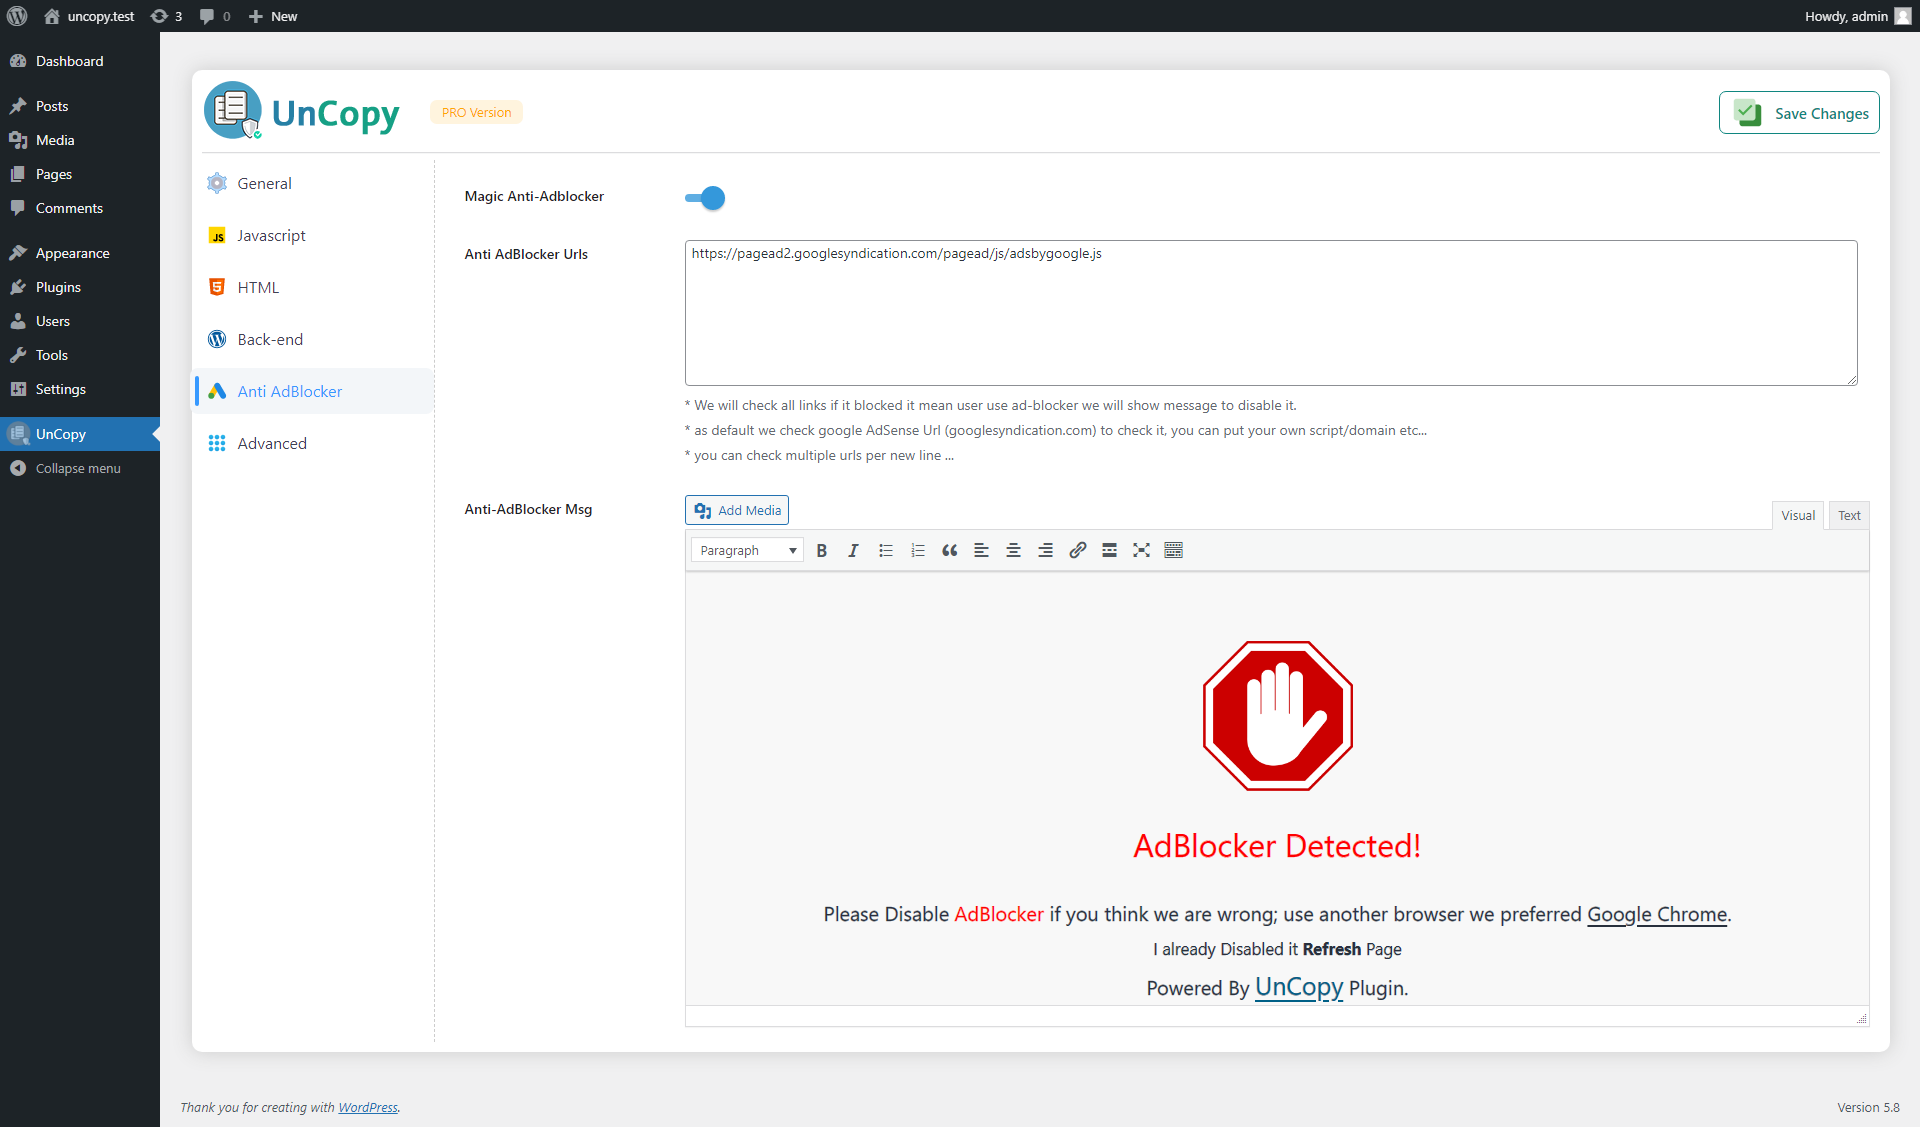 uncopy.test 3 0 New Howdy, admin
Dashboard
Posts
Media
Pages
Comments
Appearance
Plugins
Users
Tools
Settings
UnCopy
Collapse menu
UnCopy PRO Version Save Changes
General
JS Javascript
HTML
Back-end
Anti AdBlocker
Advanced
Magic Anti-Adblocker
Anti AdBlocker Urls
https://pagead2.googlesyndication.com/pagead/js/adsbygoogle.js
* We will check all links if it blocked it mean user use ad-blocker we will show message to disable it.
* as default we check google AdSense Url (googlesyndication.com) to check it, you can put your own script/domain etc...
* you can check multiple urls per new line ...
Anti-AdBlocker Msg
Add Media
Visual Text
Paragraph
AdBlocker Detected!
Please Disable AdBlocker if you think we are wrong; use another browser we preferred Google Chrome.
I already Disabled it Refresh Page
Powered By UnCopy Plugin.
Thank you for creating with WordPress.
Version 5.8